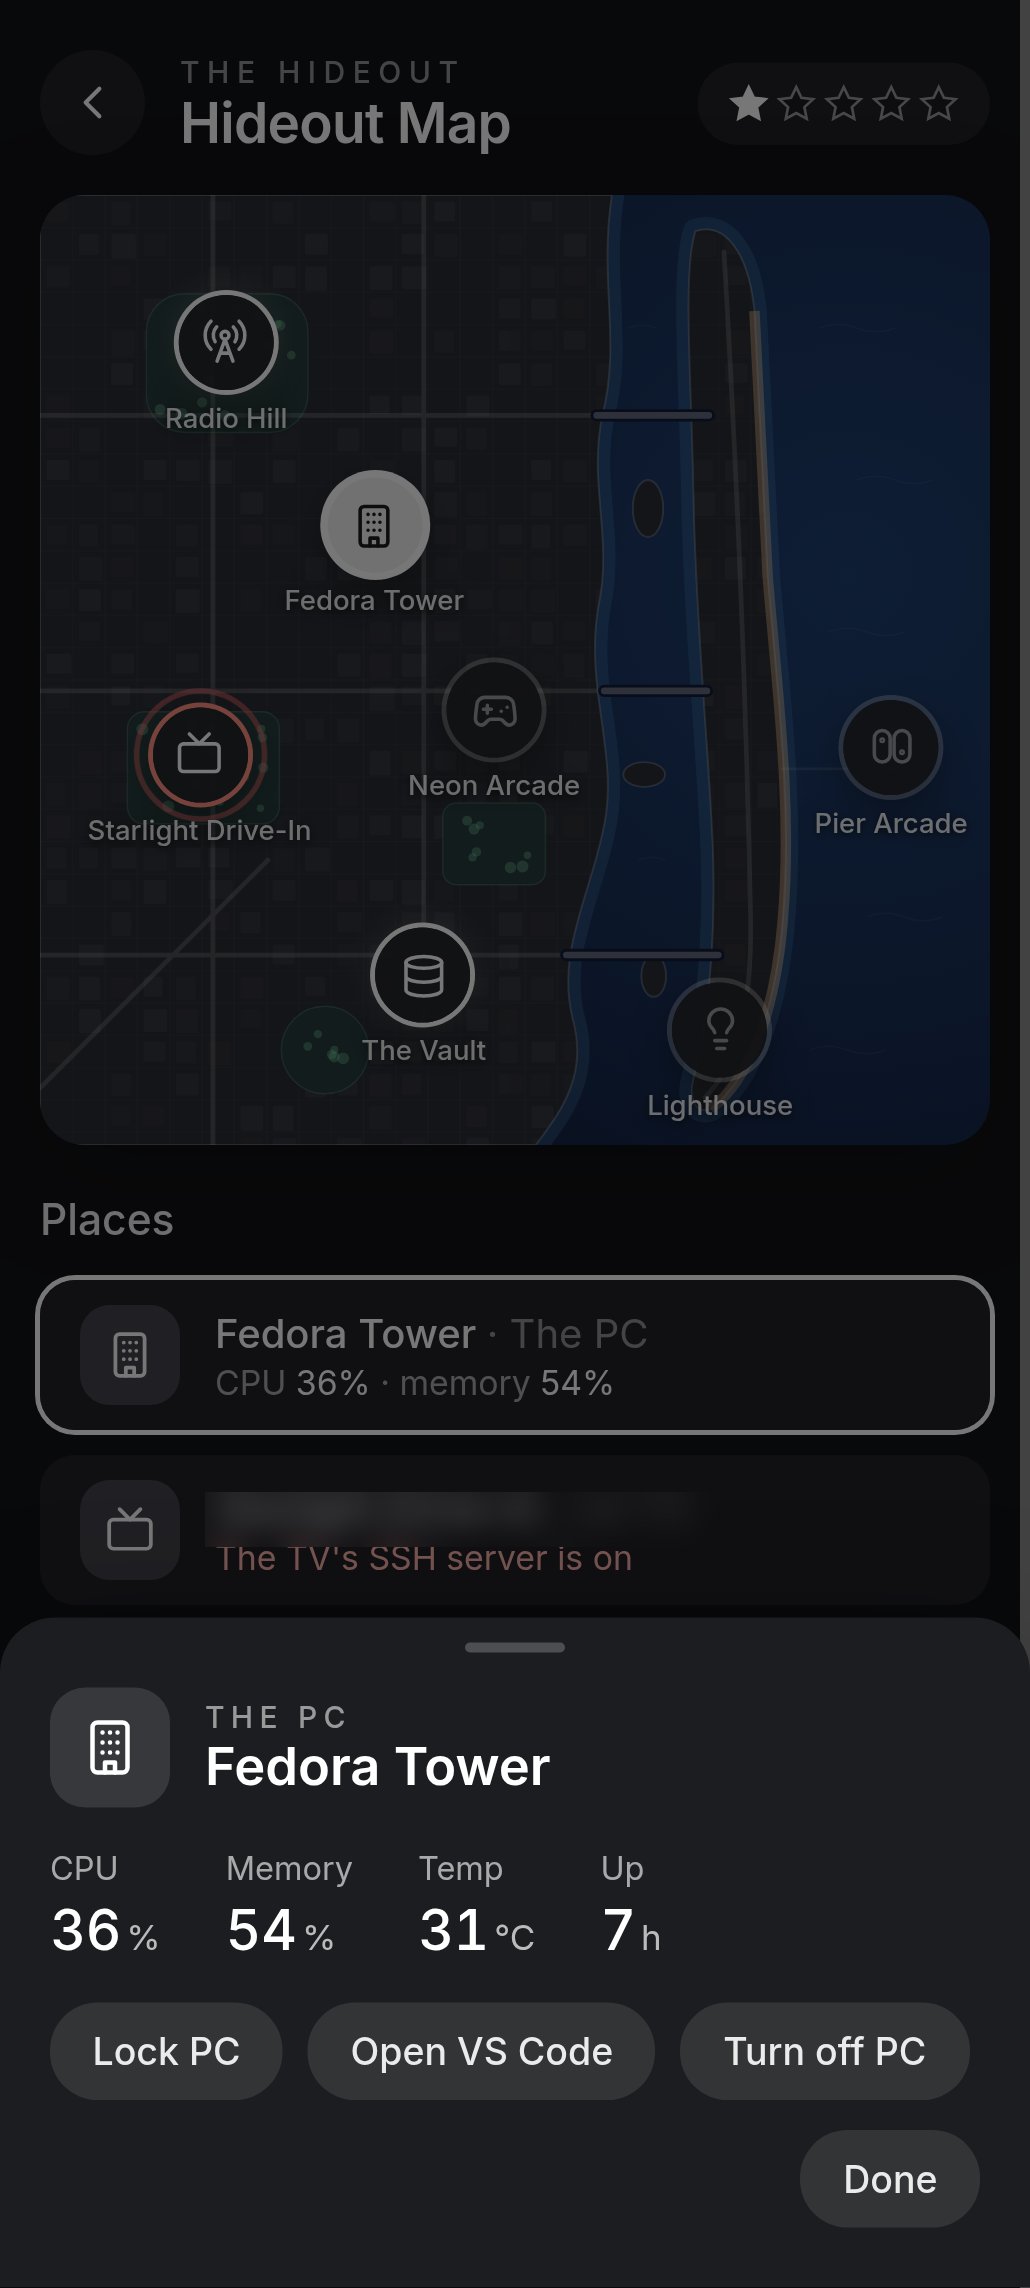 THE HIDEOUT
Hideout Map
Radio Hill
Fedora Tower
Neon Arcade
Starlight Drive-In
Pier Arcade
The Vault
Lighthouse
Places
Fedora Tower · The PC
CPU 36% · memory 54%
The TV's SSH server is on
THE PC
Fedora Tower
CPU Memory Temp Up
36 % 54 % 31 °C 7 h
Lock PC Open VS Code Turn off PC
Done